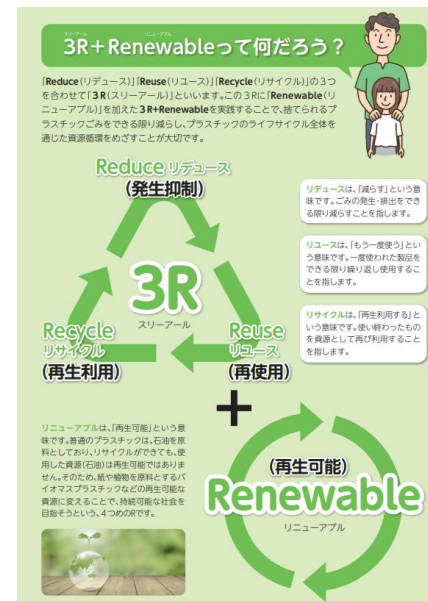 スリーアール リニューアブル
3R+Renewableって何だろう？
「Reduce(リデュース)」「Reuse(リユース)」「Recycle(リサイクル)」の3つ
を合わせて「3R(スリーアール)」といいます。この3Rに「Renewable(リ
ニューアブル)」を加えた3R+Renewableを実践することで、捨てられるプ
ラスチックごみをできる限り減らし、プラスチックのライフサイクル全体を
通じた資源循環をめざすことが大切です。
Reduce リデュース
(発生抑制)
リデュースは、「減らす」という意
味です。ごみの発生・排出をでき
る限り減らすことを指します。
リユースは、「もう一度使う」とい
う意味です。一度使われた製品を
できる限り繰り返し使用するこ
とを指します。
3R
スリーアール
リサイクルは、「再生利用する」と
いう意味です。使い終わったもの
を資源として再び利用すること
を指します。
Recycle
リサイクル
(再生利用)
Reuse
リユース
(再使用)
+
リニューアブルは、「再生可能」という意
味です。普通のプラスチックは、石油を原
料としており、リサイクルができても、使
用した資源(石油)は再生可能ではありま
せん。そのため、紙や植物を原料とするバ
イオマスプラスチックなどの再生可能な
資源に変えることで、持続可能な社会を
目指そうという、4つめのRです。
(再生可能)
Renewable
リニューアブル